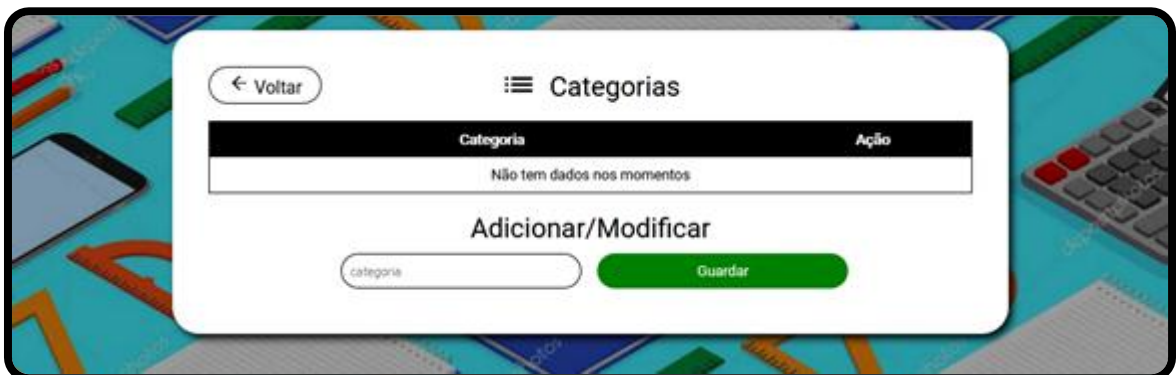 ← Voltar
Categorias
Categoria Ação
Não tem dados nos momentos
Adicionar/Modificar
categoria Guardar